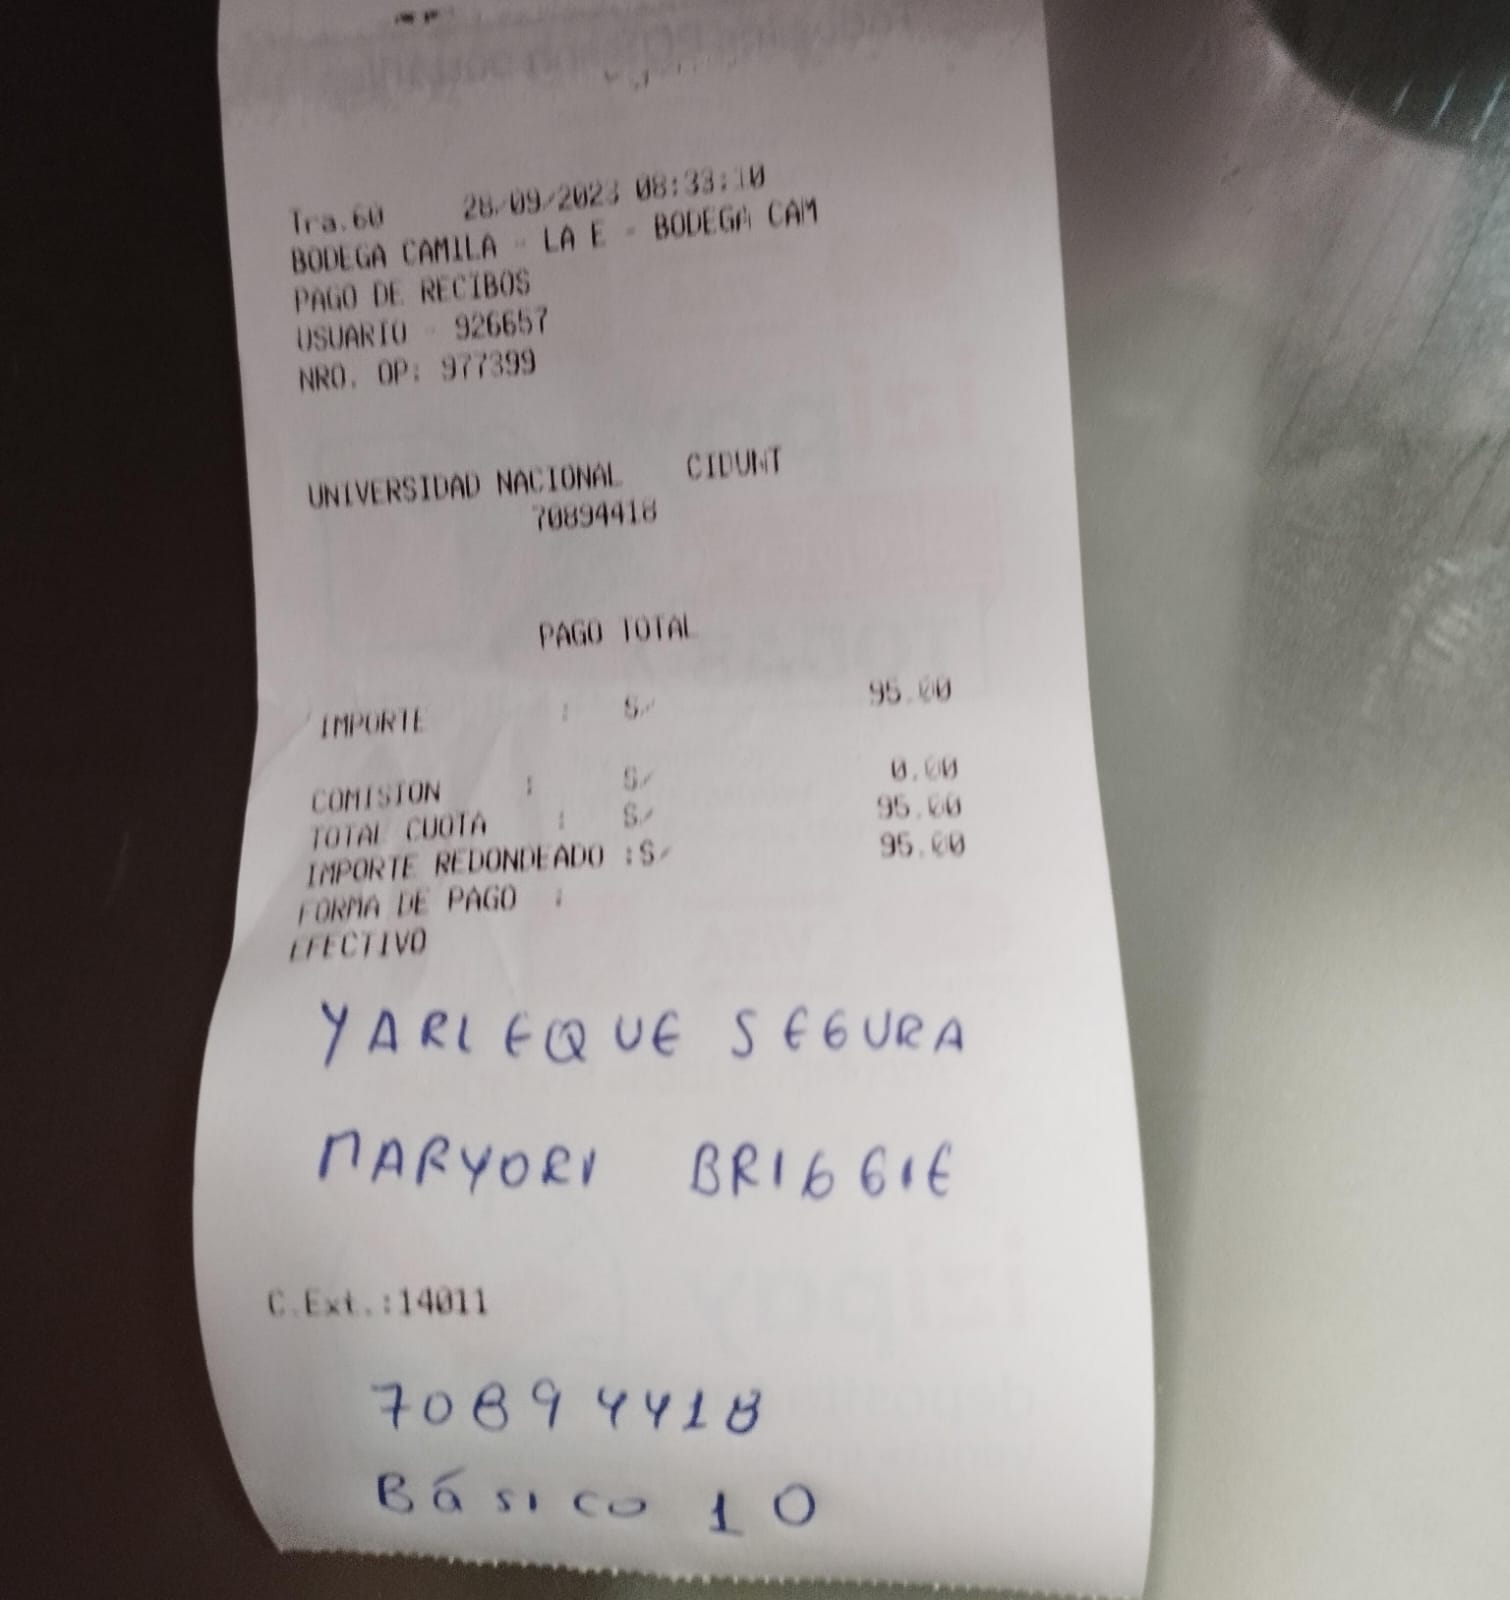 Tra.60 28/09/2023 08:33:10
BODEGA CAMILA - LA E - BODEGA CAM
PAGO DE RECIBOS
USUARIO - 926657
NRO. OP: 977399
UNIVERSIDAD NACIONAL CIDUNT
70894418
PAGO TOTAL
IMPORTE : S/ 95.00
COMISION : S/ 0.00
TOTAL CUOTA : S/ 95.00
IMPORTE REDONDEADO :S/ 95.00
FORMA DE PAGO :
EFECTIVO
YARLEQUE SEGURA
MARYORI BRIGGIE
C.Ext.:14011
70894418
Básico 10